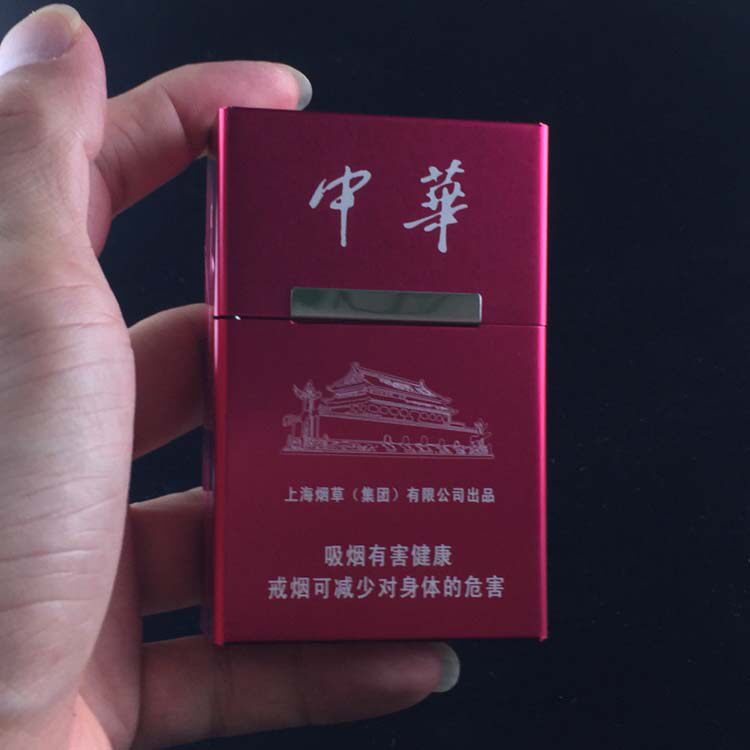 中華
上海烟草（集团）有限公司出品
吸烟有害健康
戒烟可减少对身体的危害